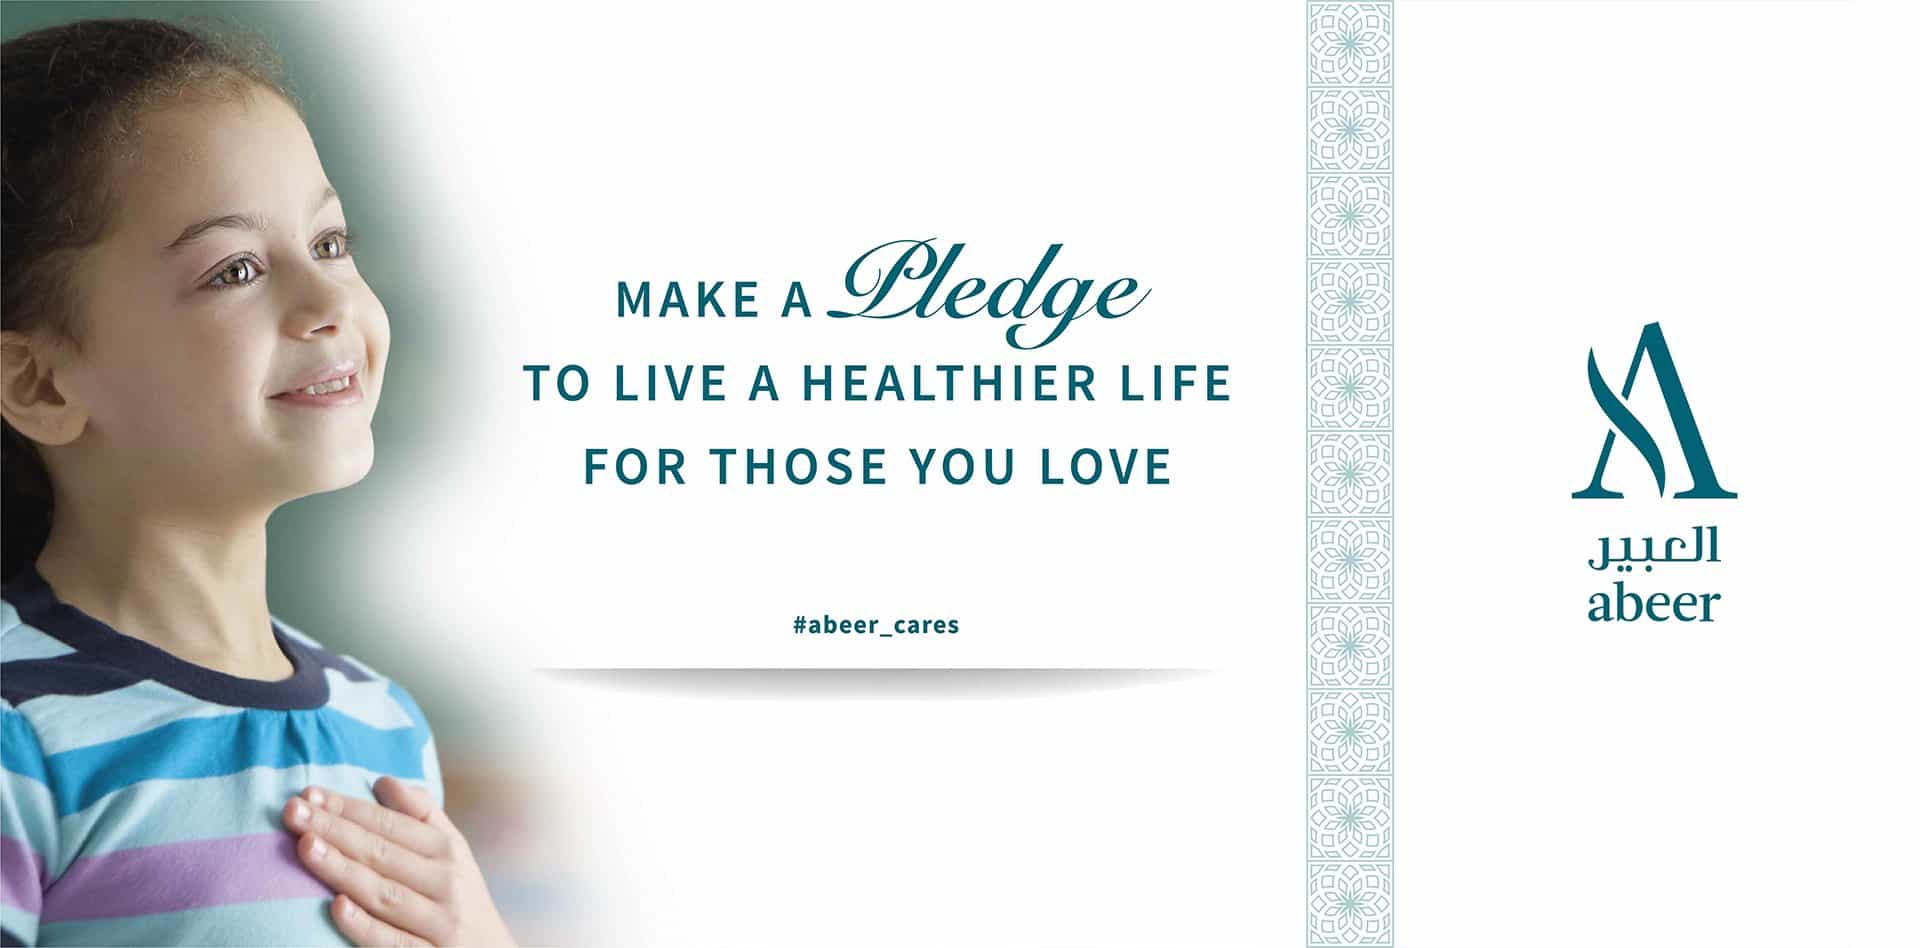 MAKE A Pledge
TO LIVE A HEALTHIER LIFE
FOR THOSE YOU LOVE
#abeer_cares
العبير
abeer